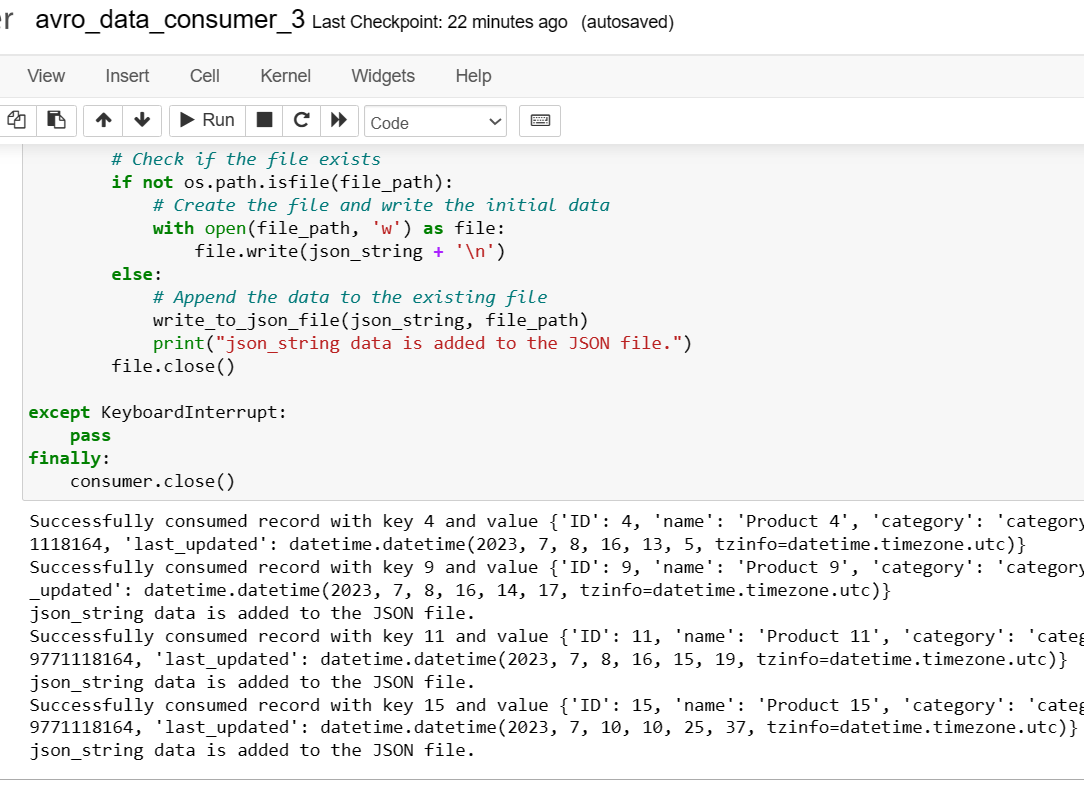 r avro_data_consumer_3 Last Checkpoint: 22 minutes ago (autosaved)
View Insert Cell Kernel Widgets Help
Run Code
# Check if the file exists
if not os.path.isfile(file_path):
# Create the file and write the initial data
with open(file_path, 'w') as file:
file.write(json_string + '\n')
else:
# Append the data to the existing file
write_to_json_file(json_string, file_path)
print("json_string data is added to the JSON file.")
file.close()
except KeyboardInterrupt:
pass
finally:
consumer.close()
Successfully consumed record with key 4 and value {'ID': 4, 'name': 'Product 4', 'category': 'category
1118164, 'last_updated': datetime.datetime(2023, 7, 8, 16, 13, 5, tzinfo=datetime.timezone.utc)}
Successfully consumed record with key 9 and value {'ID': 9, 'name': 'Product 9', 'category': 'category
_updated': datetime.datetime(2023, 7, 8, 16, 14, 17, tzinfo=datetime.timezone.utc)}
json_string data is added to the JSON file.
Successfully consumed record with key 11 and value {'ID': 11, 'name': 'Product 11', 'category': 'categ
9771118164, 'last_updated': datetime.datetime(2023, 7, 8, 16, 15, 19, tzinfo=datetime.timezone.utc)}
json_string data is added to the JSON file.
Successfully consumed record with key 15 and value {'ID': 15, 'name': 'Product 15', 'category': 'categ
9771118164, 'last_updated': datetime.datetime(2023, 7, 10, 10, 25, 37, tzinfo=datetime.timezone.utc)}
json_string data is added to the JSON file.